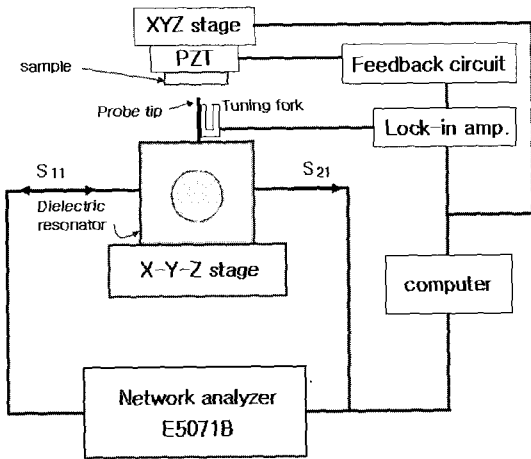 XYZ stage
PZT
sample
Feedback circuit
Probe tip
Tuning fork
Lock-in amp.
S11
S21
Dielectric
resonator
X-Y-Z stage
computer
Network analyzer
E5071B